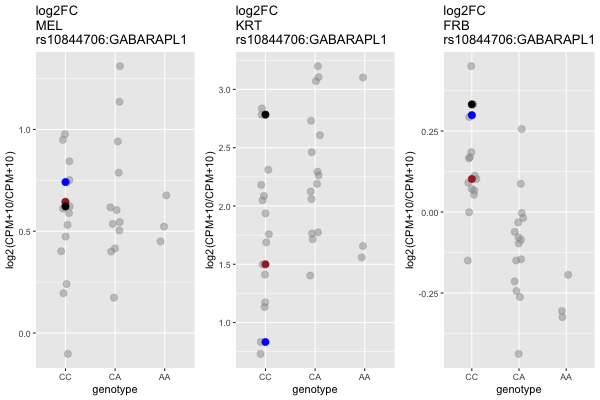 log2FC
MEL
rs10844706:GABARAPL1
log2(CPM+10/CPM+10)
1.0
0.5
0.0
CC
CA
AA
genotype
log2FC
KRT
rs10844706:GABARAPL1
log2(CPM+10/CPM+10)
3.0
2.5
2.0
1.5
1.0
CC
CA
AA
genotype
log2FC
FRB
rs10844706:GABARAPL1
log2(CPM+10/CPM+10)
0.25
0.00
-0.25
CC
CA
AA
genotype